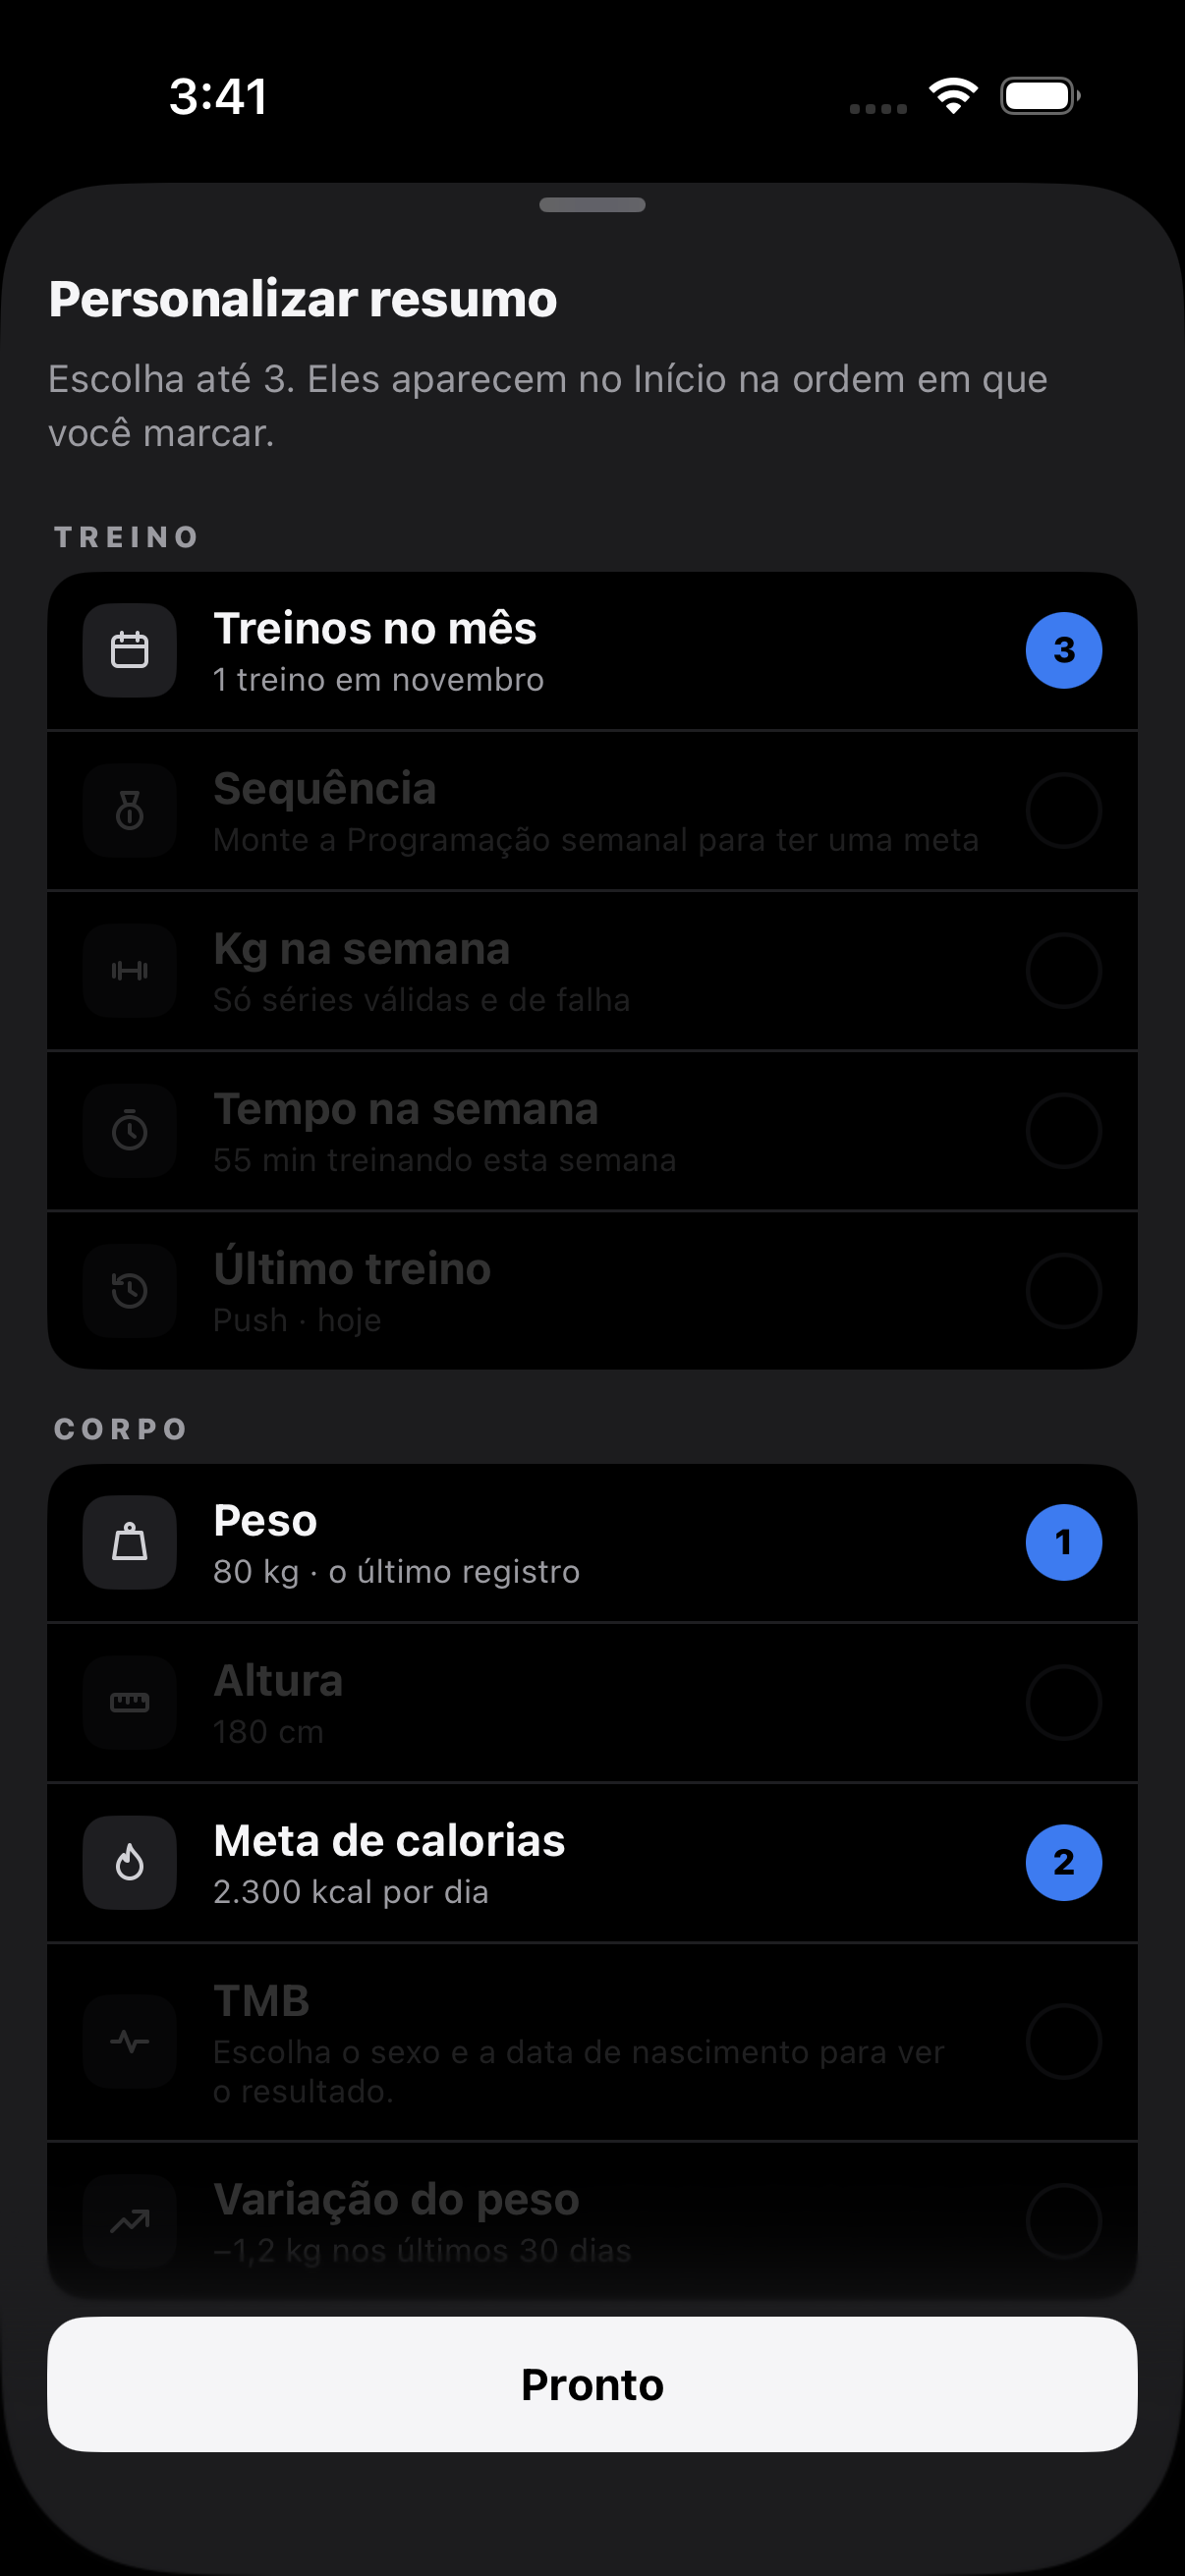 3:41
Personalizar resumo
Escolha até 3. Eles aparecem no Início na ordem em que
você marcar.
TREINO
Treinos no mês
1 treino em novembro
3
Sequência
Monte a Programação semanal para ter uma meta
Kg na semana
Só séries válidas e de falha
Tempo na semana
55 min treinando esta semana
Último treino
Push · hoje
CORPO
Peso
80 kg · o último registro
1
Altura
180 cm
Meta de calorias
2.300 kcal por dia
2
TMB
Escolha o sexo e a data de nascimento para ver
o resultado.
Variação do peso
−1,2 kg nos últimos 30 dias
Pronto